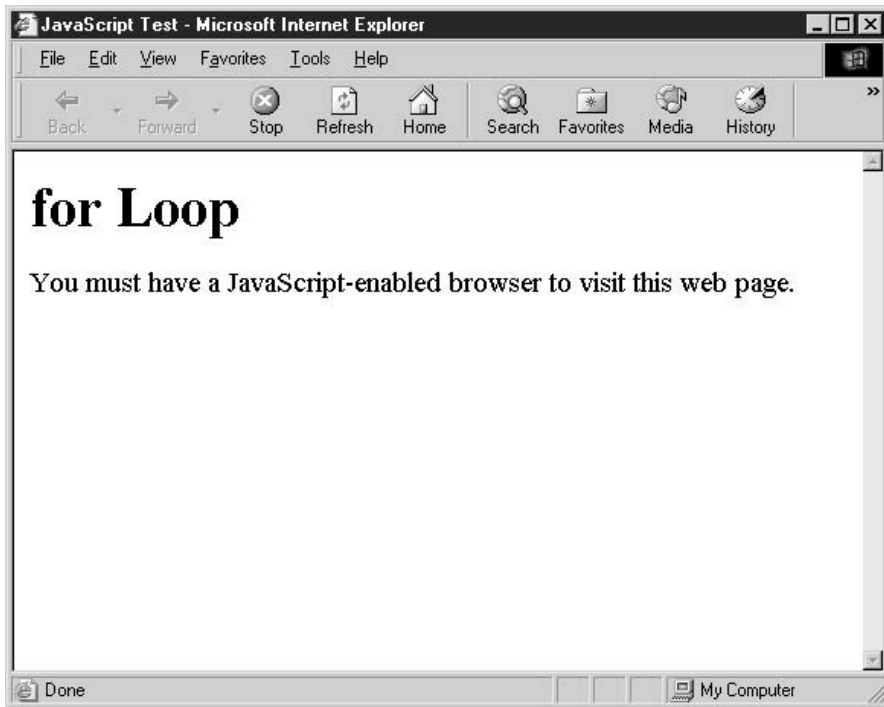 JavaScript Test - Microsoft Internet Explorer
File Edit View Favorites Tools Help
Back Forward Stop Refresh Home Search Favorites Media History »
for Loop
You must have a JavaScript-enabled browser to visit this web page.
Done My Computer